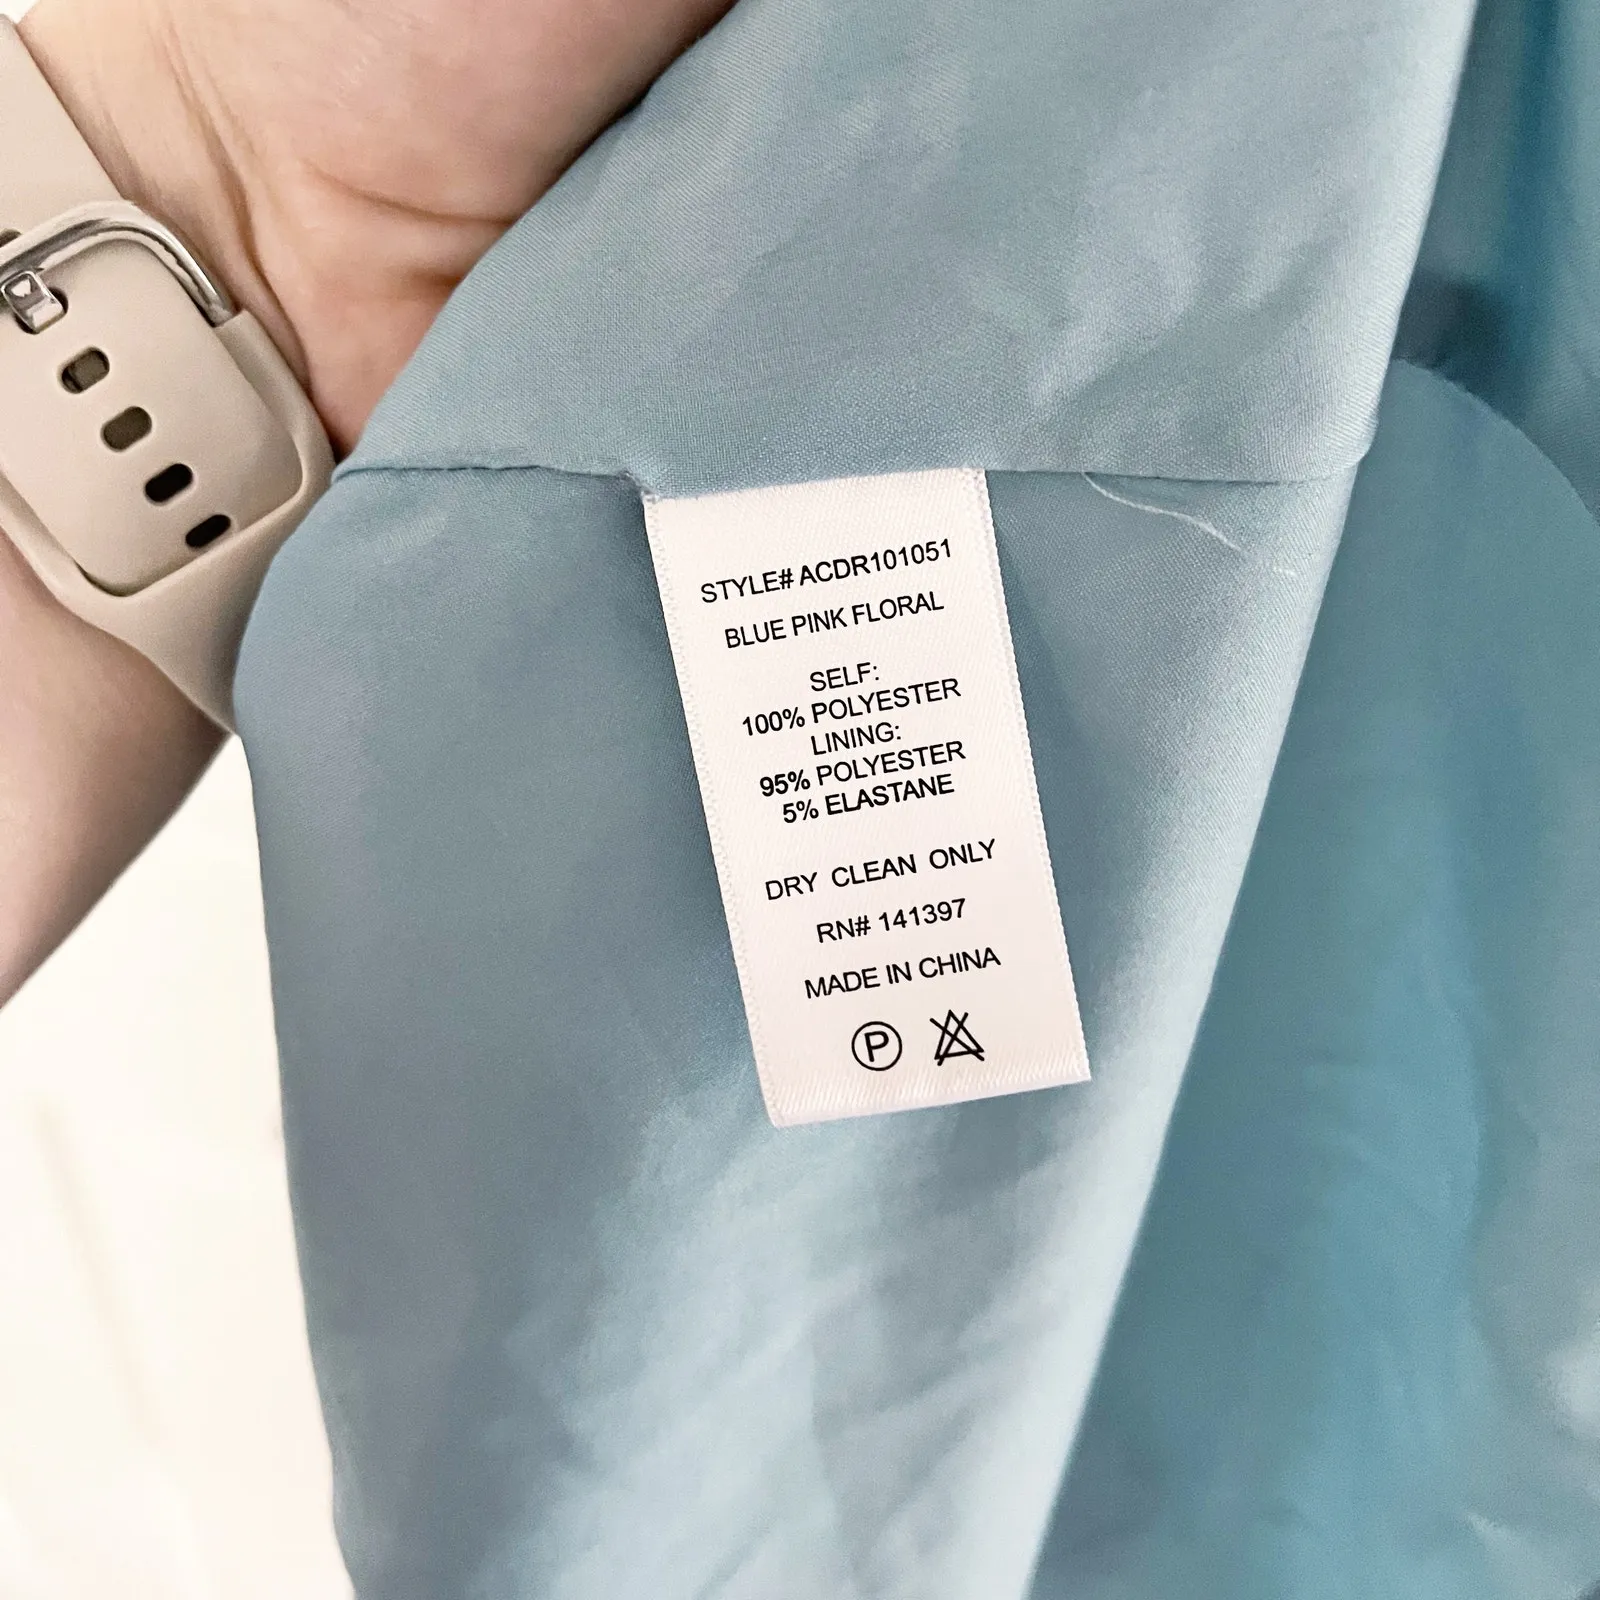 STYLE# ACDR101051
BLUE PINK FLORAL
SELF:
100% POLYESTER
LINING:
95% POLYESTER
5% ELASTANE
DRY CLEAN ONLY
RN# 141397
MADE IN CHINA
P